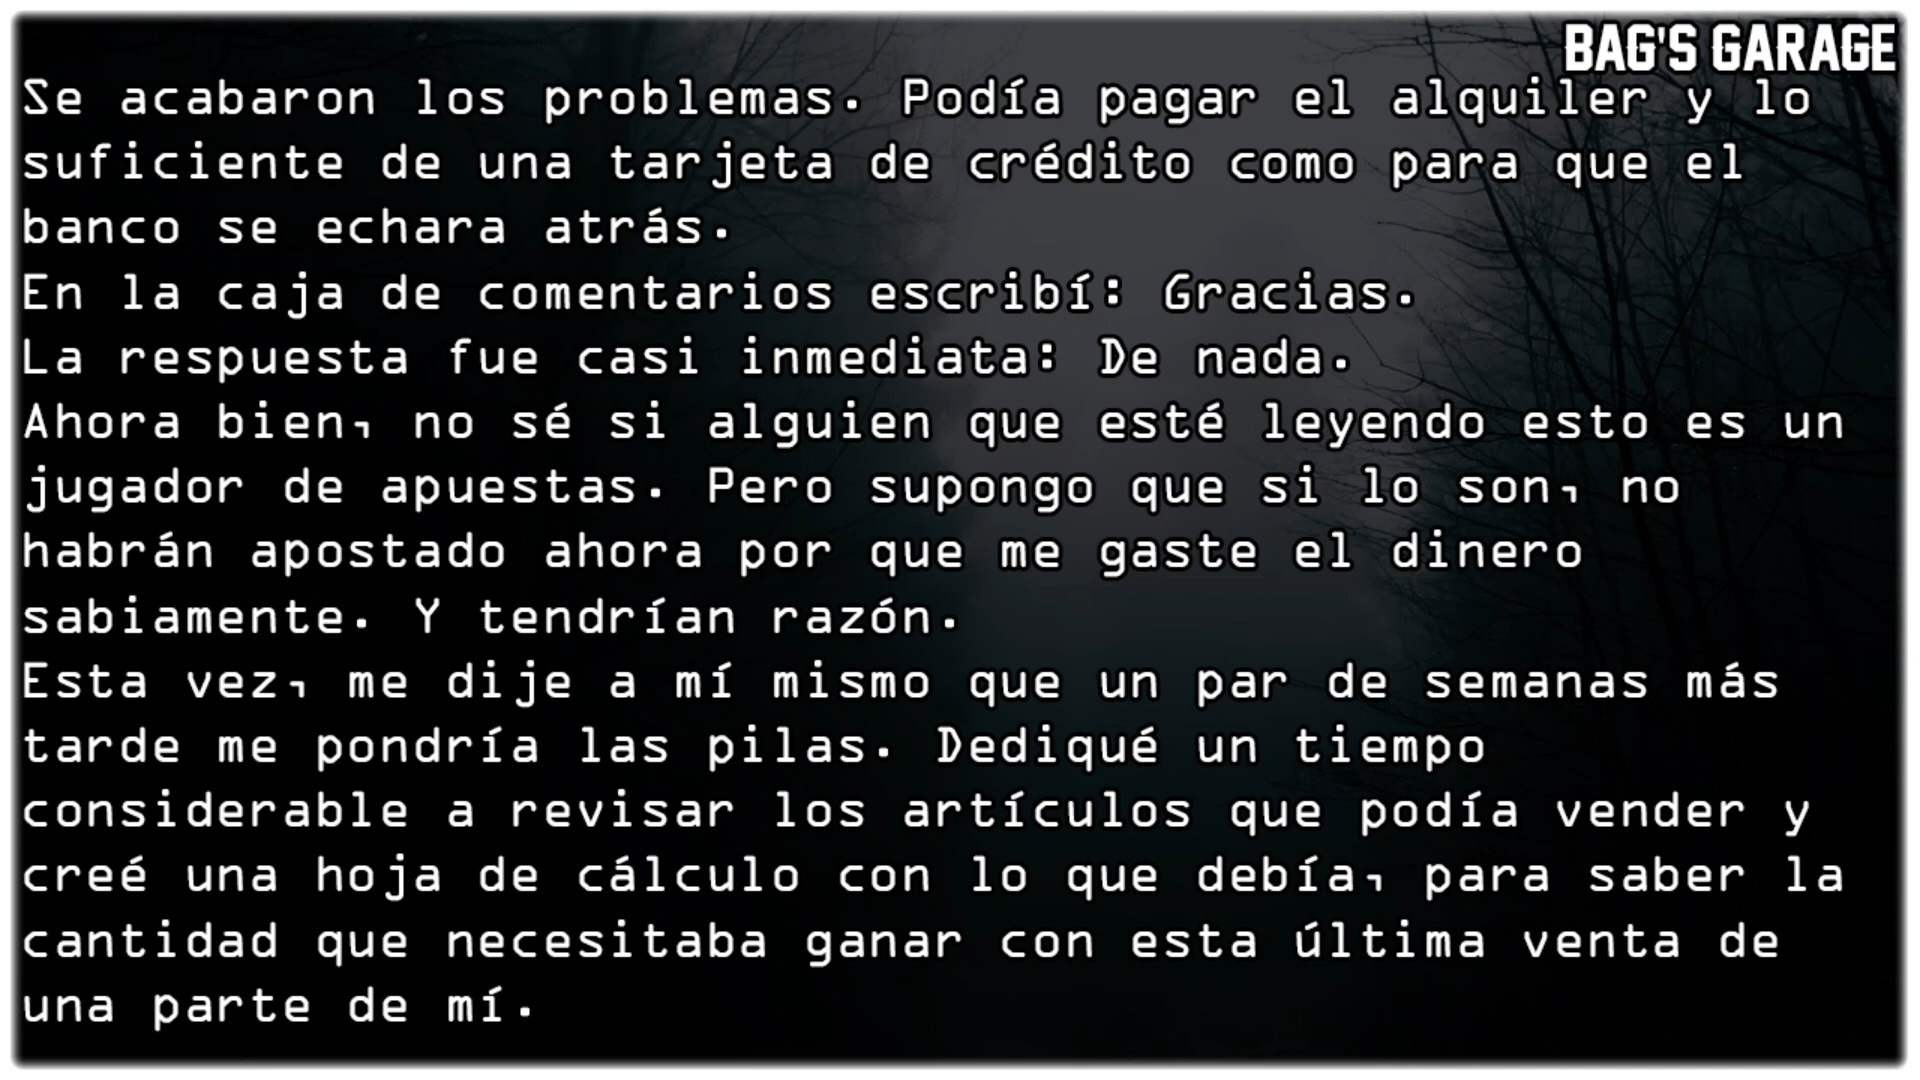 BAG'S GARAGE
Se acabaron los problemas. Podía pagar el alquiler y lo
suficiente de una tarjeta de crédito como para que el
banco se echara atrás.
En la caja de comentarios escribí: Gracias.
La respuesta fue casi inmediata: De nada.
Ahora bien, no sé si alguien que esté leyendo esto es un
jugador de apuestas. Pero supongo que si lo son, no
habrán apostado ahora por que me gaste el dinero
sabiamente. Y tendrían razón.
Esta vez, me dije a mí mismo que un par de semanas más
tarde me pondría las pilas. Dediqué un tiempo
considerable a revisar los artículos que podía vender y
creé una hoja de cálculo con lo que debía, para saber la
cantidad que necesitaba ganar con esta última venta de
una parte de mí.